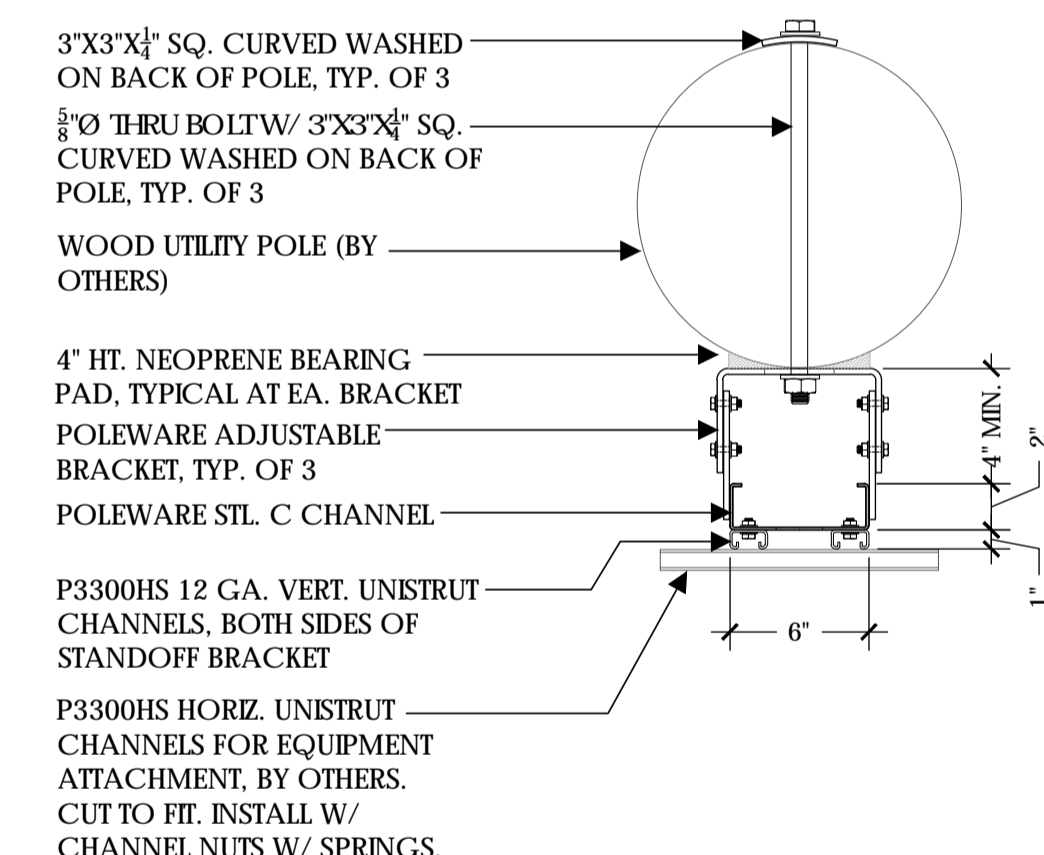 3"X3"X1/4" SQ. CURVED WASHED
ON BACK OF POLE, TYP. OF 3
5/8"Ø THRU BOLT W/ 3"X3"X1/4" SQ.
CURVED WASHED ON BACK OF
POLE, TYP. OF 3
WOOD UTILITY POLE (BY
OTHERS)
4" HT. NEOPRENE BEARING
PAD, TYPICAL AT EA. BRACKET
POLEWARE ADJUSTABLE
BRACKET, TYP. OF 3
POLEWARE STL. C CHANNEL
P3300HS 12 GA. VERT. UNISTRUT
CHANNELS, BOTH SIDES OF
STANDOFF BRACKET
P3300HS HORIZ. UNISTRUT
CHANNELS FOR EQUIPMENT
ATTACHMENT, BY OTHERS.
CUT TO FIT. INSTALL W/
CHANNEL NUTS W/ SPRINGS.
4" MIN.
2"
1"
6"